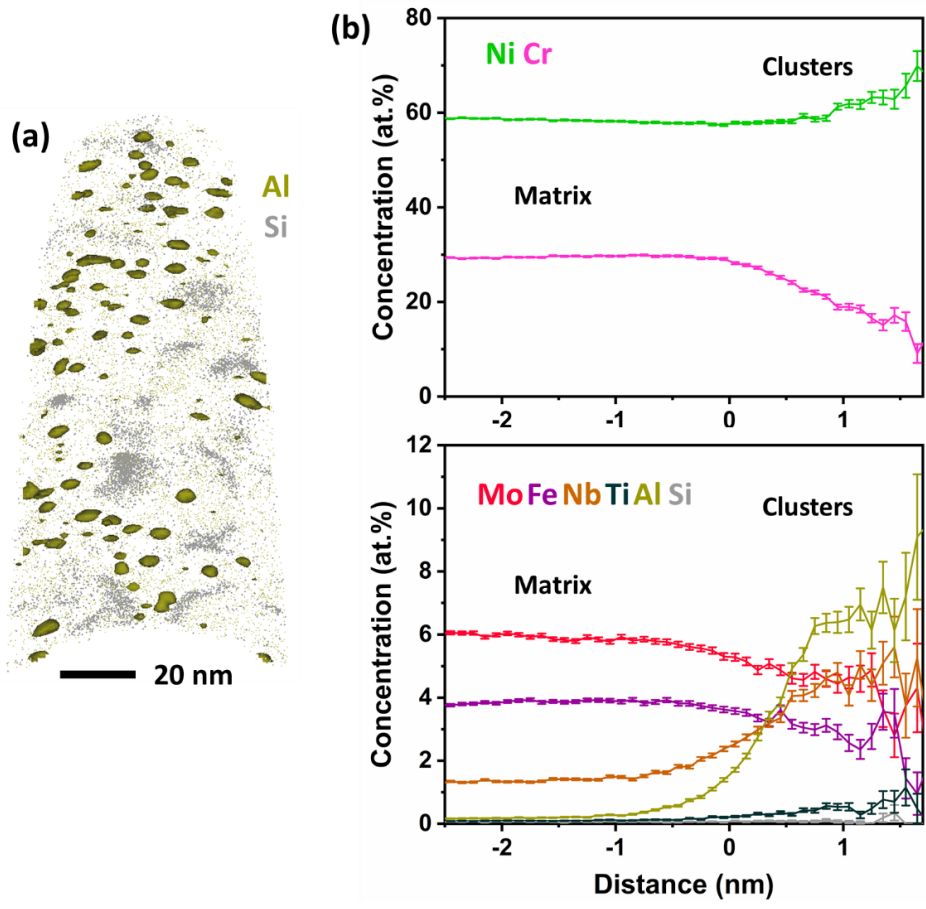 (a)
Al
Si
20 nm
(b)
Concentration (at.%)
80
60
40
30
20
0
Ni Cr
Clusters
Matrix
-2 -1 0 1
Concentration (at.%)
12
10
8
6
4
2
0
Mo Fe Nb Ti Al Si
Clusters
Matrix
-2 -1 0 1
Distance (nm)